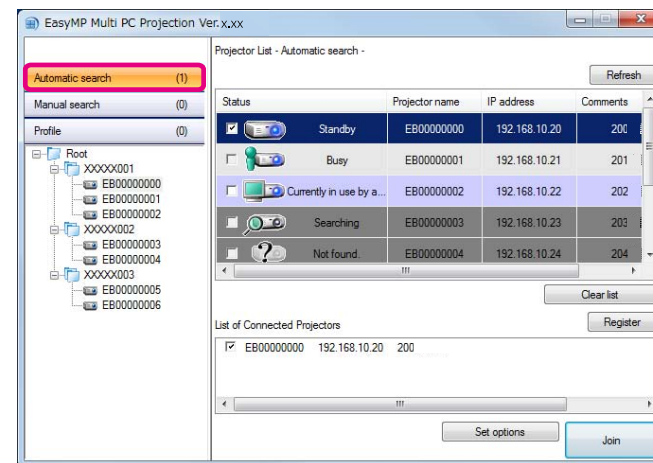 EasyMP Multi PC Projection Ver.x.xx
Projector List - Automatic search -
Automatic search (1)
Refresh
Manual search (0)
Status Projector name IP address Comments
Profile (0)
Standby EB00000000 192.168.10.20 200
Root
XXXXX001
EB00000000
EB00000001
EB00000002
XXXXX002
EB00000003
EB00000004
XXXXX003
EB00000005
EB00000006
Busy EB00000001 192.168.10.21 201
Currently in use by a... EB00000002 192.168.10.22 202
Searching EB00000003 192.168.10.23 203
Not found. EB00000004 192.168.10.24 204
Clear list
List of Connected Projectors
Register
EB00000000 192.168.10.20 200
Set options
Join